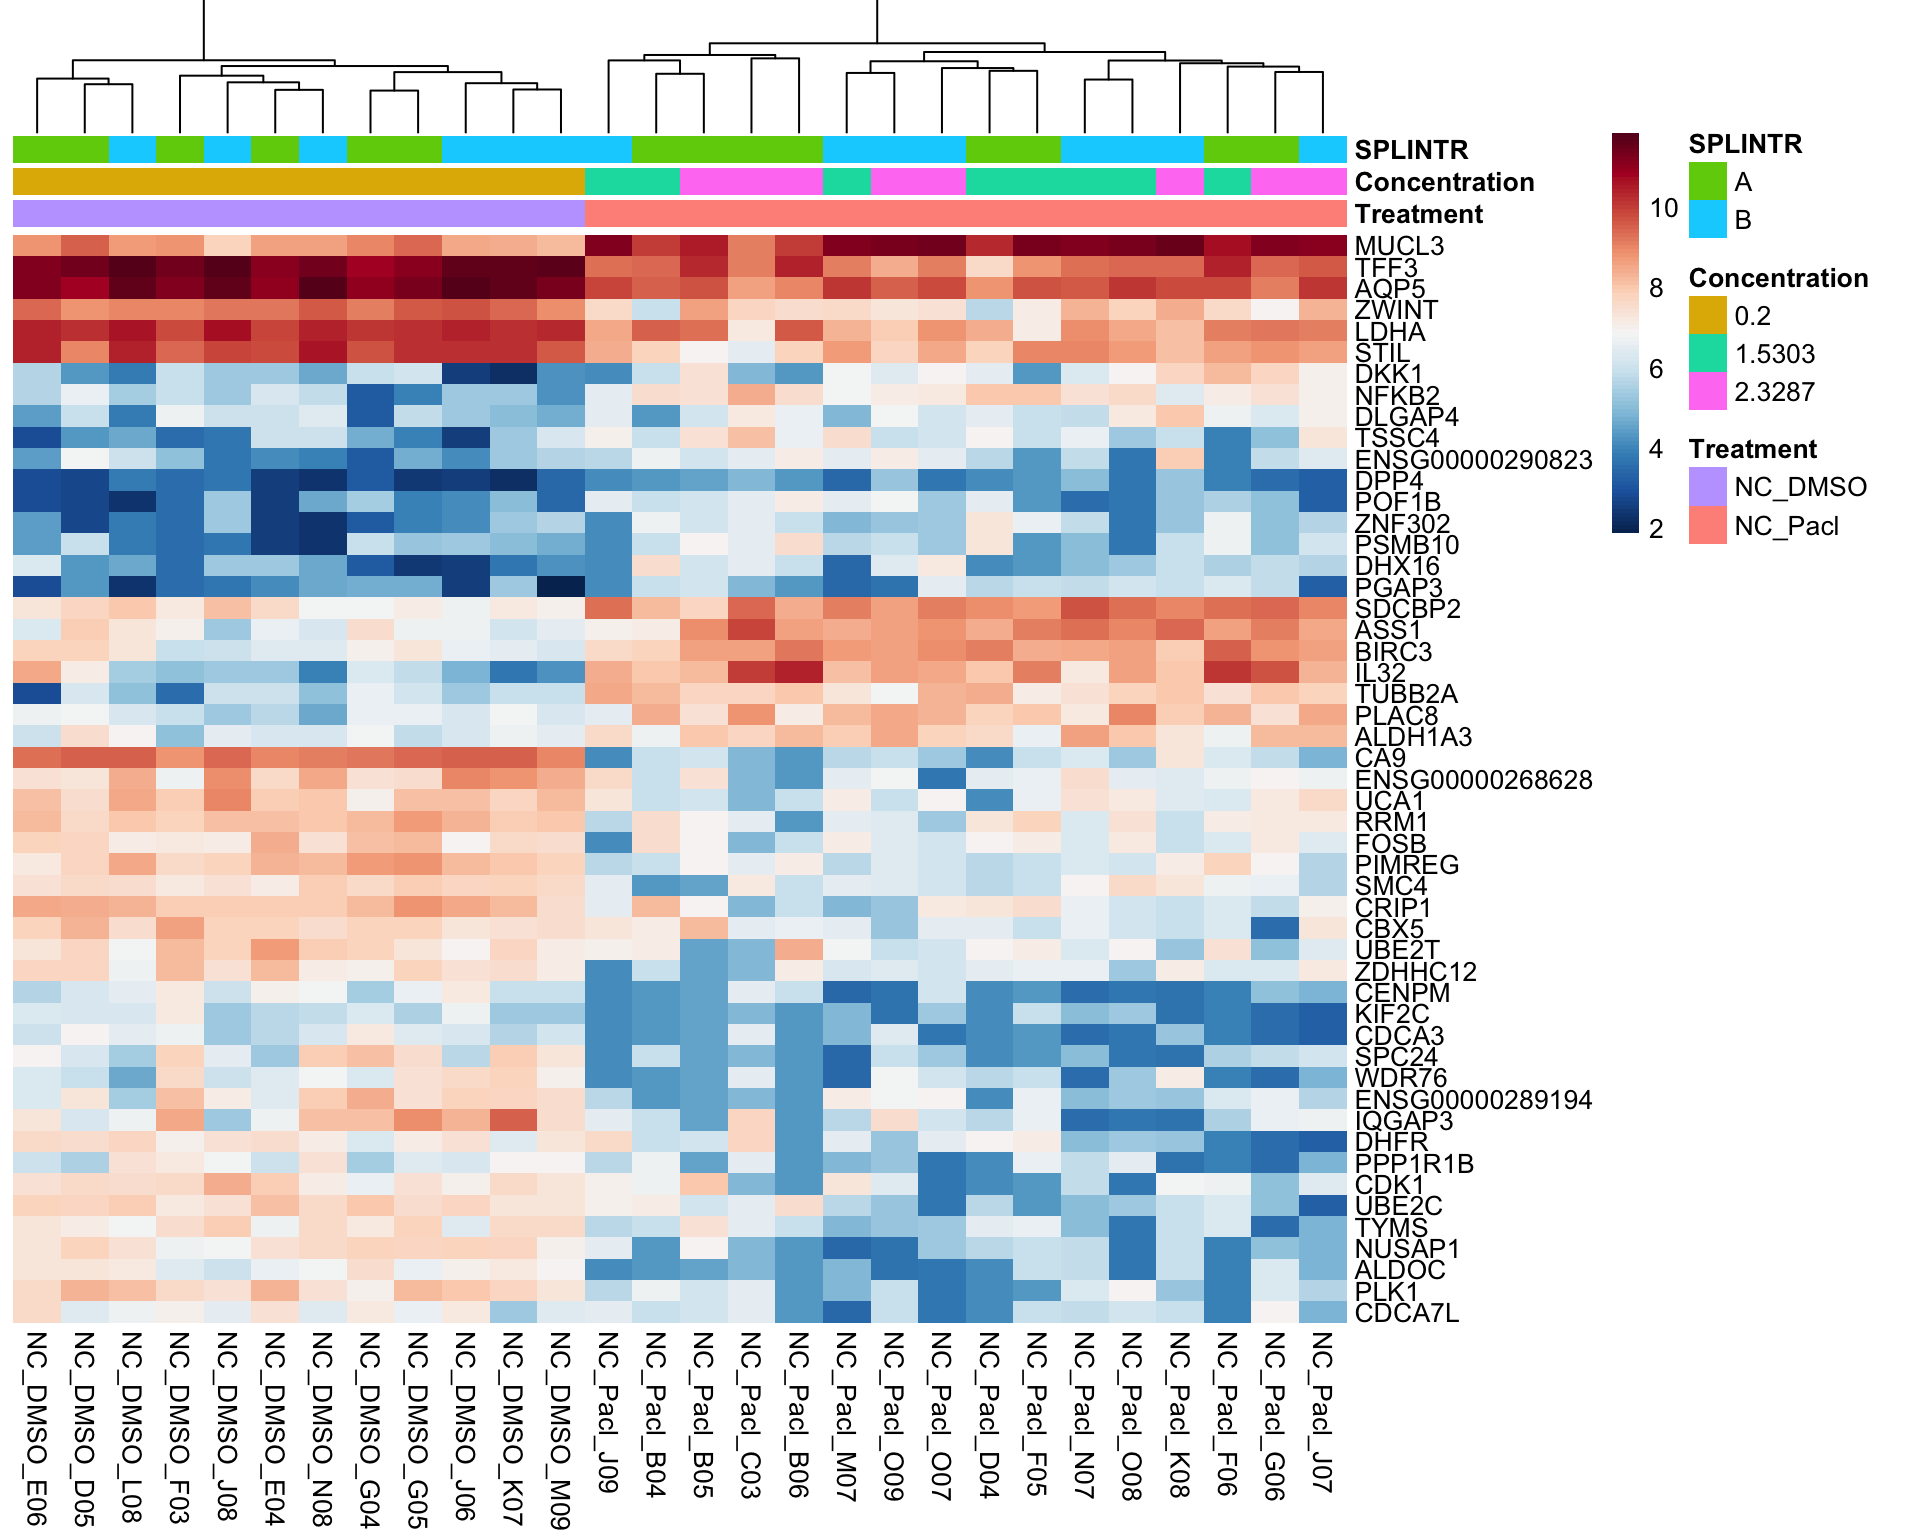 SPLINTR
Concentration
Treatment
MUCL3
TFF3
AQP5
ZWINT
LDHA
STIL
DKK1
NFKB2
DLGAP4
TSSC4
ENSG00000290823
DPP4
POF1B
ZNF302
PSMB10
DHX16
PGAP3
SDCBP2
ASS1
BIRC3
IL32
TUBB2A
PLAC8
ALDH1A3
CA9
ENSG00000268628
UCA1
RRM1
FOSB
PIMREG
SMC4
CRIP1
CBX5
UBE2T
ZDHHC12
CENPM
KIF2C
CDCA3
SPC24
WDR76
ENSG00000289194
IQGAP3
DHFR
PPP1R1B
CDK1
UBE2C
TYMS
NUSAP1
ALDOC
PLK1
CDCA7L
NC_DMSO_E06
NC_DMSO_D05
NC_DMSO_L08
NC_DMSO_F03
NC_DMSO_J08
NC_DMSO_E04
NC_DMSO_N08
NC_DMSO_G04
NC_DMSO_G05
NC_DMSO_J06
NC_DMSO_K07
NC_DMSO_M09
NC_Pacl_J09
NC_Pacl_B04
NC_Pacl_B05
NC_Pacl_C03
NC_Pacl_B06
NC_Pacl_M07
NC_Pacl_O09
NC_Pacl_O07
NC_Pacl_D04
NC_Pacl_F05
NC_Pacl_N07
NC_Pacl_O08
NC_Pacl_K08
NC_Pacl_F06
NC_Pacl_G06
NC_Pacl_J07
10
8
6
4
2
SPLINTR
A
B
Concentration
0.2
1.5303
2.3287
Treatment
NC_DMSO
NC_Pacl